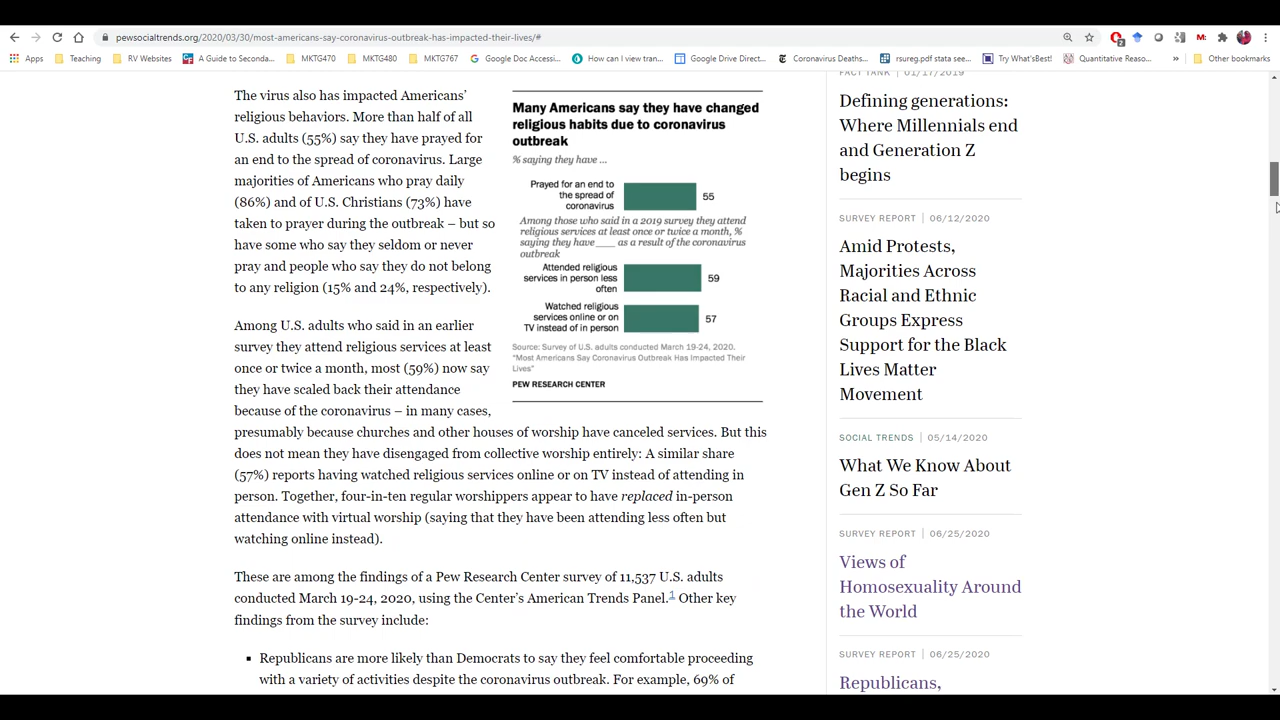 pewsocialtrends.org/2020/03/30/most-americans-say-coronavirus-outbreak-has-impacted-their-lives/#
2
Apps Teaching RV Websites A Guide to Seconda... MKTG470 MKTG480 MKTG767 Google Doc Accessi... How can I view tran... Google Drive Direct... Coronavirus Deaths... rsureg.pdf stata see... Try What'sBest! Quantitative Reaso... » Other bookmarks
The virus also has impacted Americans'
religious behaviors. More than half of all
U.S. adults (55%) say they have prayed for
an end to the spread of coronavirus. Large
majorities of Americans who pray daily
(86%) and of U.S. Christians (73%) have
taken to prayer during the outbreak – but so
have some who say they seldom or never
pray and people who say they do not belong
to any religion (15% and 24%, respectively).
Among U.S. adults who said in an earlier
survey they attend religious services at least
once or twice a month, most (59%) now say
they have scaled back their attendance
because of the coronavirus – in many cases,
presumably because churches and other houses of worship have canceled services. But this
does not mean they have disengaged from collective worship entirely: A similar share
(57%) reports having watched religious services online or on TV instead of attending in
person. Together, four-in-ten regular worshippers appear to have replaced in-person
attendance with virtual worship (saying that they have been attending less often but
watching online instead).
These are among the findings of a Pew Research Center survey of 11,537 U.S. adults
conducted March 19-24, 2020, using the Center's American Trends Panel.1 Other key
findings from the survey include:
▪ Republicans are more likely than Democrats to say they feel comfortable proceeding
with a variety of activities despite the coronavirus outbreak. For example, 69% of
Many Americans say they have changed
religious habits due to coronavirus
outbreak
% saying they have ...
Prayed for an end to
the spread of
coronavirus
55
Among those who said in a 2019 survey they attend
religious services at least once or twice a month, %
saying they have ___ as a result of the coronavirus
outbreak
Attended religious
services in person less
often
59
Watched religious
services online or on
TV instead of in person
57
Source: Survey of U.S. adults conducted March 19-24, 2020.
"Most Americans Say Coronavirus Outbreak Has Impacted Their
Lives"
PEW RESEARCH CENTER
FACT TANK | 01/17/2019
Defining generations:
Where Millennials end
and Generation Z
begins
SURVEY REPORT | 06/12/2020
Amid Protests,
Majorities Across
Racial and Ethnic
Groups Express
Support for the Black
Lives Matter
Movement
SOCIAL TRENDS | 05/14/2020
What We Know About
Gen Z So Far
SURVEY REPORT | 06/25/2020
Views of
Homosexuality Around
the World
SURVEY REPORT | 06/25/2020
Republicans,